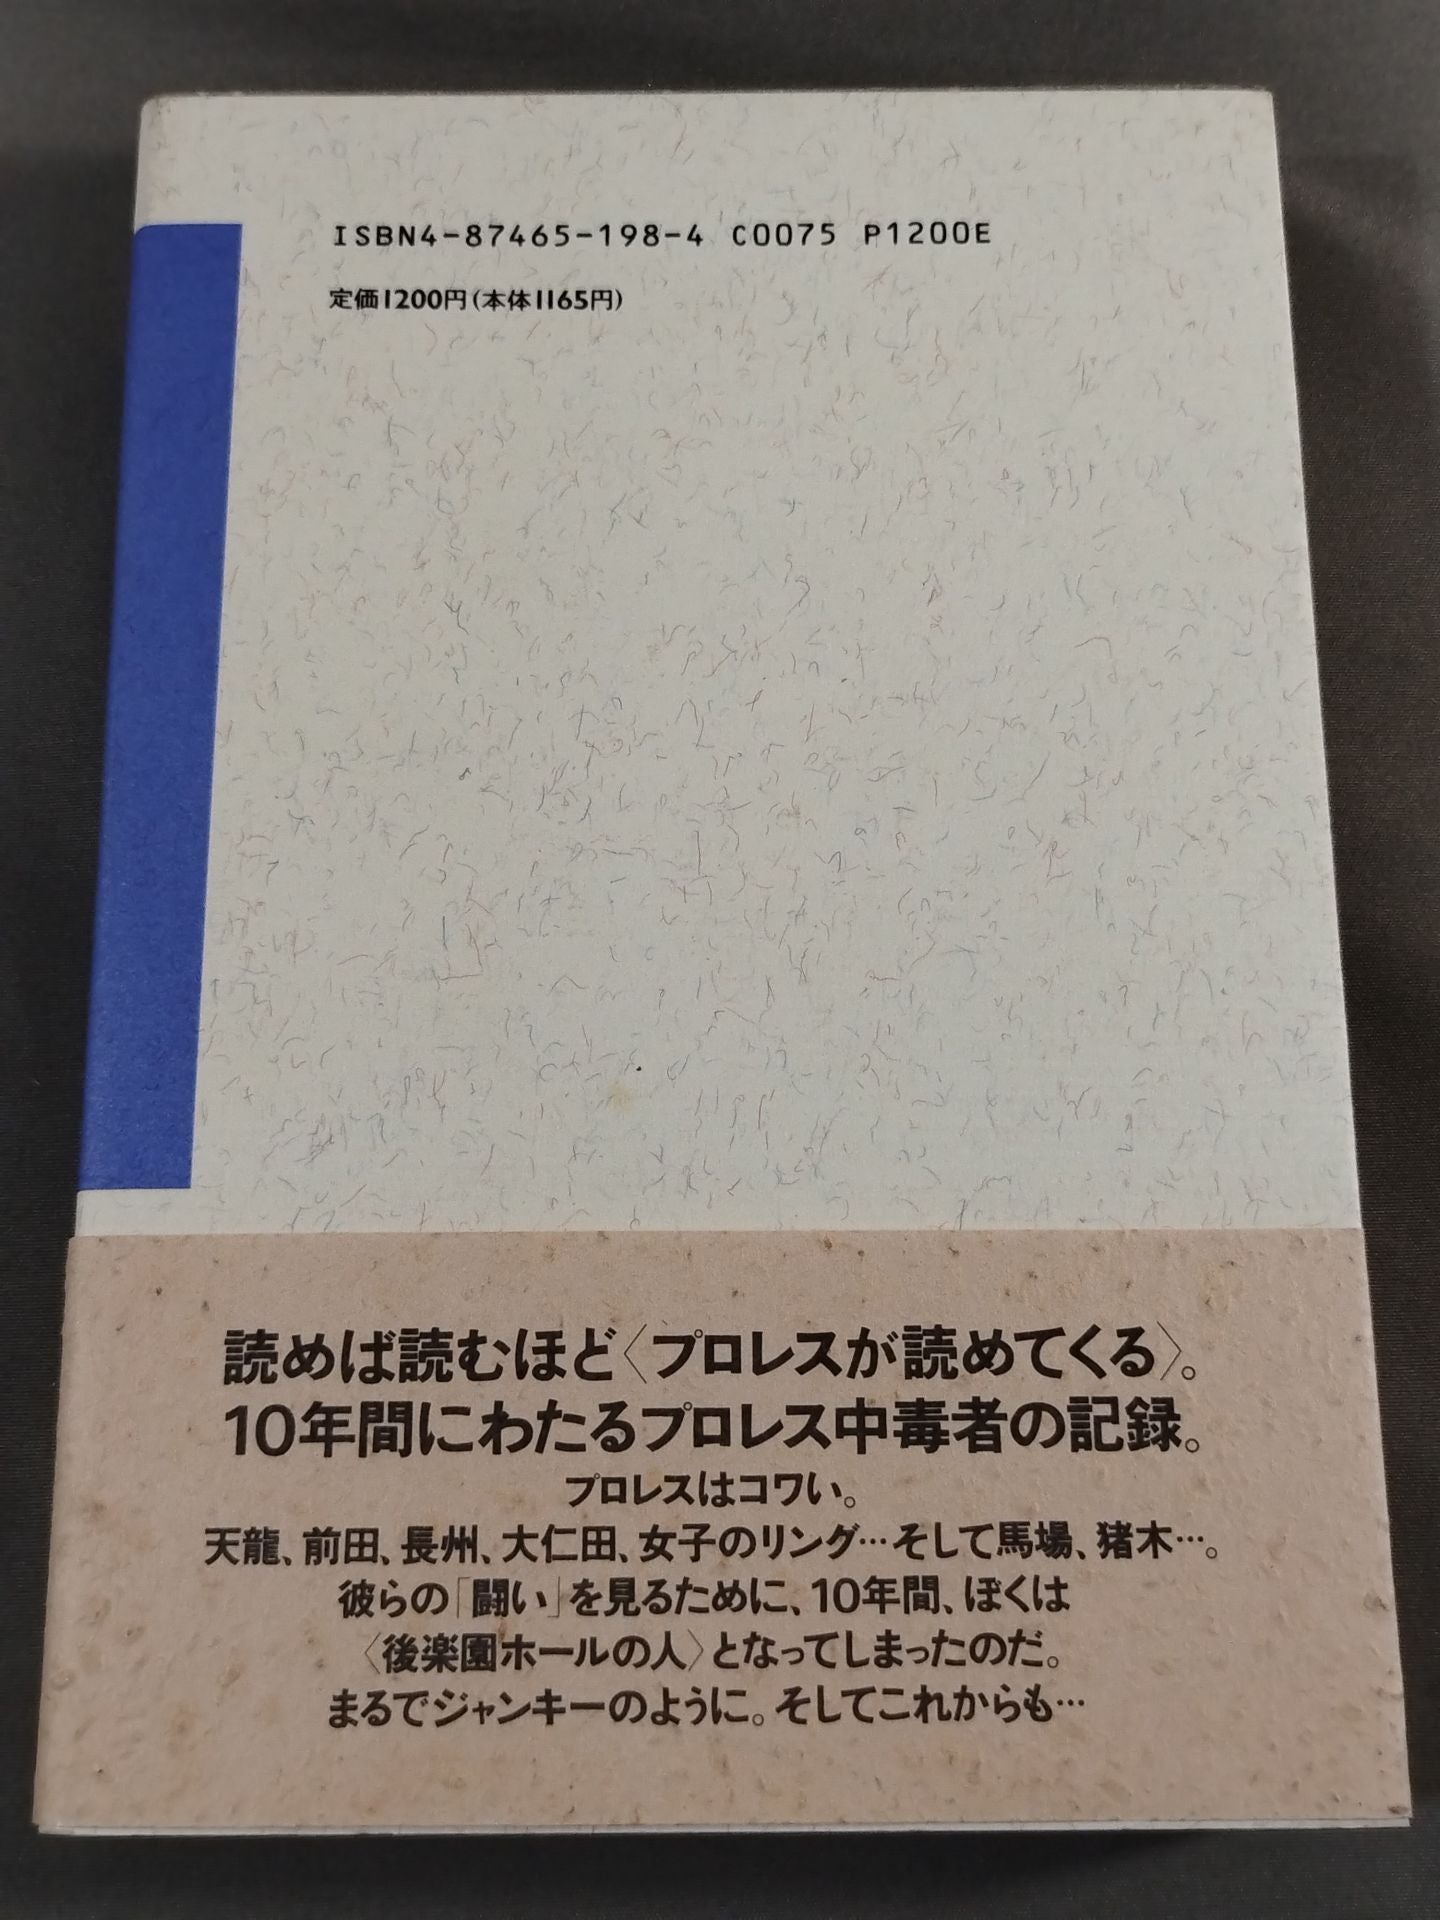 ISBN4-87465-198-4 C0075 P1200E
定価1200円(本体1165円)
読めば読むほど〈プロレスが読めてくる〉。
10年間にわたるプロレス中毒者の記録。
プロレスはコワい。
天龍、前田、長州、大仁田、女子のリング…そして馬場、猪木…。
彼らの「闘い」を見るために、10年間、ぼくは
〈後楽園ホールの人〉となってしまったのだ。
まるでジャンキーのように。そしてこれからも…